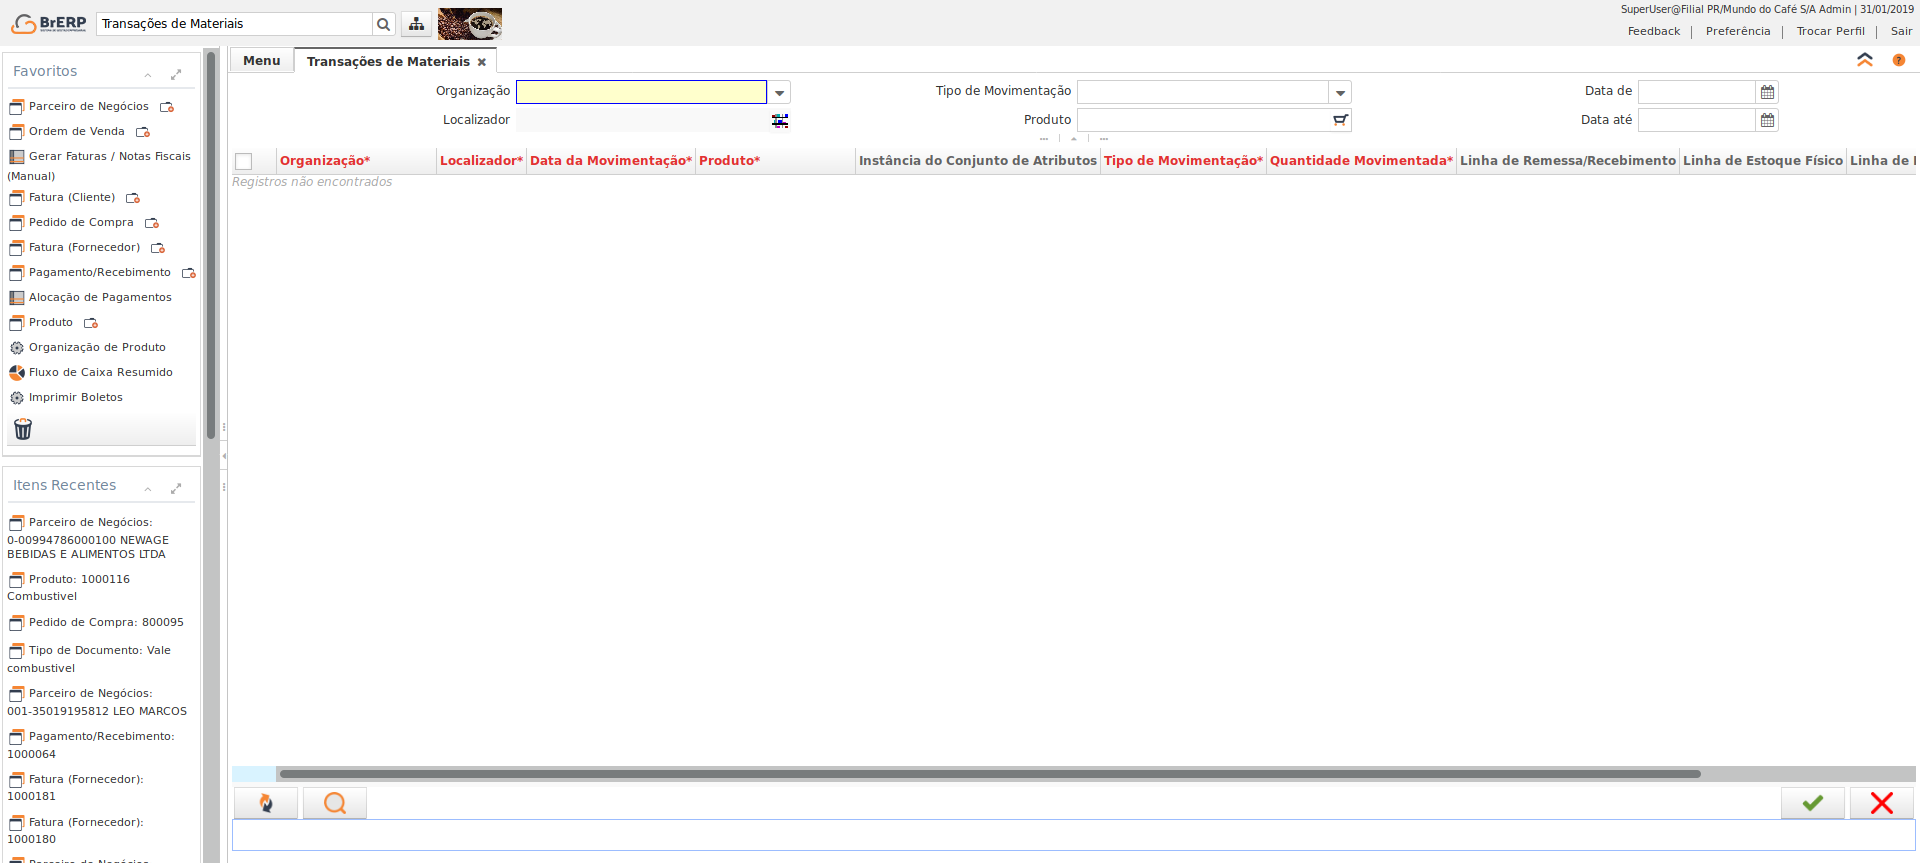 BrERP
Transações de Materiais
SuperUser@Filial PR/Mundo do Café S/A Admin | 31/01/2019
Feedback | Preferência | Trocar Perfil | Sair
Favoritos
Parceiro de Negócios
Ordem de Venda
Gerar Faturas / Notas Fiscais
(Manual)
Fatura (Cliente)
Pedido de Compra
Fatura (Fornecedor)
Pagamento/Recebimento
Alocação de Pagamentos
Produto
Organização de Produto
Fluxo de Caixa Resumido
Imprimir Boletos
Itens Recentes
Parceiro de Negócios:
0-00994786000100 NEWAGE
BEBIDAS E ALIMENTOS LTDA
Produto: 1000116
Combustivel
Pedido de Compra: 800095
Tipo de Documento: Vale
combustivel
Parceiro de Negócios:
001-35019195812 LEO MARCOS
Pagamento/Recebimento:
1000064
Fatura (Fornecedor):
1000181
Fatura (Fornecedor):
1000180
Menu
Transações de Materiais
Organização Tipo de Movimentação Data de
Localizador Produto Data até
Organização* Localizador* Data da Movimentação* Produto* Instância do Conjunto de Atributos Tipo de Movimentação* Quantidade Movimentada* Linha de Remessa/Recebimento Linha de Estoque Físico Linha de
Registros não encontrados